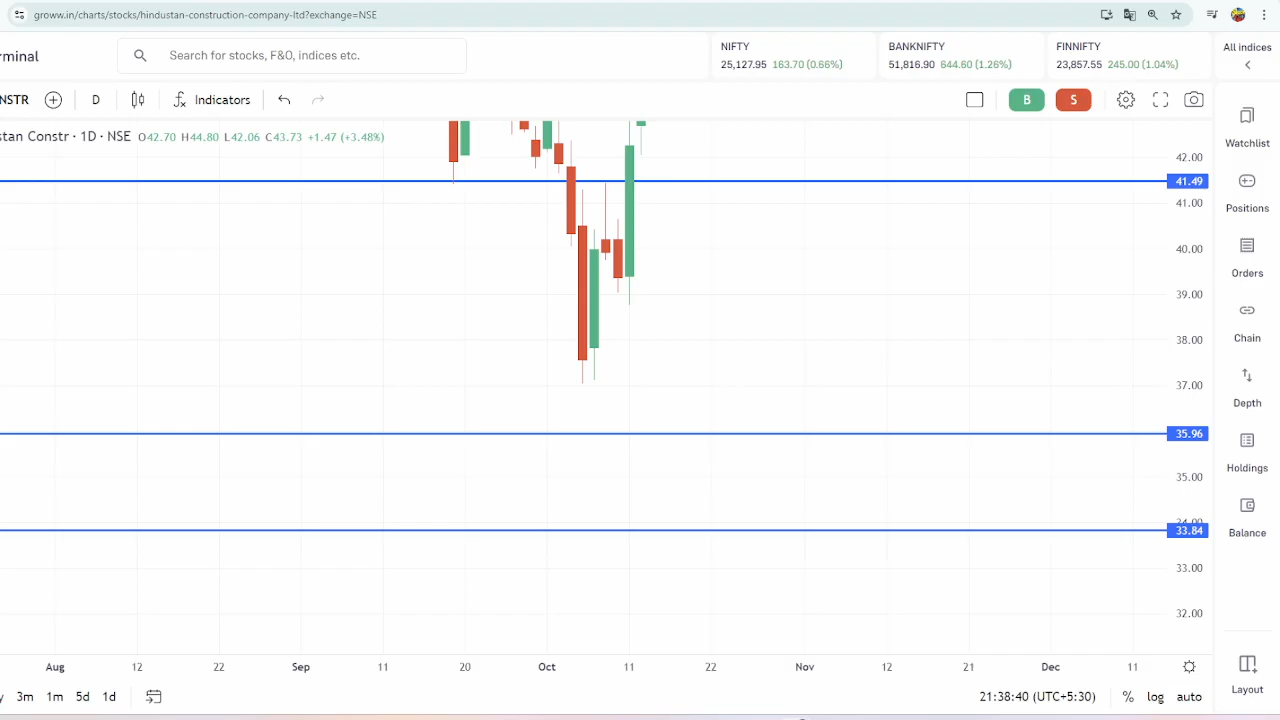 groww.in/charts/stocks/hindustan-construction-company-ltd?exchange=NSE
rminal
Search for stocks, F&O, indices etc.
NIFTY
25,127.95 163.70 (0.66%)
BANKNIFTY
51,816.90 644.60 (1.26%)
FINNIFTY
23,857.55 245.00 (1.04%)
All indices
NSTR
D
Indicators
B
S
stan Constr · 1D · NSE O42.70 H44.80 L42.06 C43.73 +1.47 (+3.48%)
42.00
41.49
41.00
40.00
39.00
38.00
37.00
35.96
35.00
34.00
33.84
33.00
32.00
Watchlist
Positions
Orders
Chain
Depth
Holdings
Balance
Layout
Aug 12 22 Sep 11 20 Oct 11 22 Nov 12 21 Dec 11
y 3m 1m 5d 1d
21:38:40 (UTC+5:30) % log auto